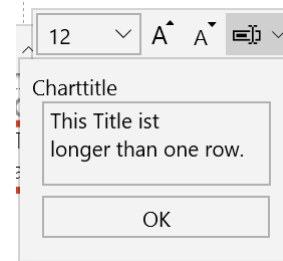 12 A A
Charttitle
This Title ist
longer than one row.
OK